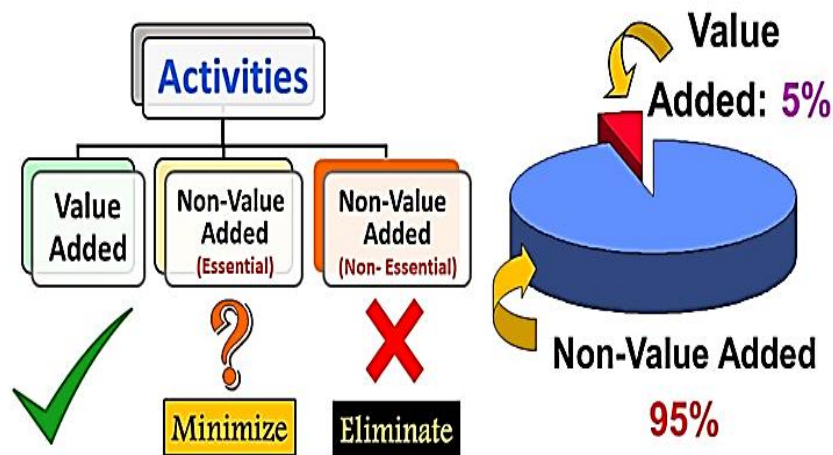 Activities
Value
Added
Non-Value
Added
(Essential)
Non-Value
Added
(Non- Essential)
?
Minimize
Eliminate
Value
Added: 5%
Non-Value Added
95%